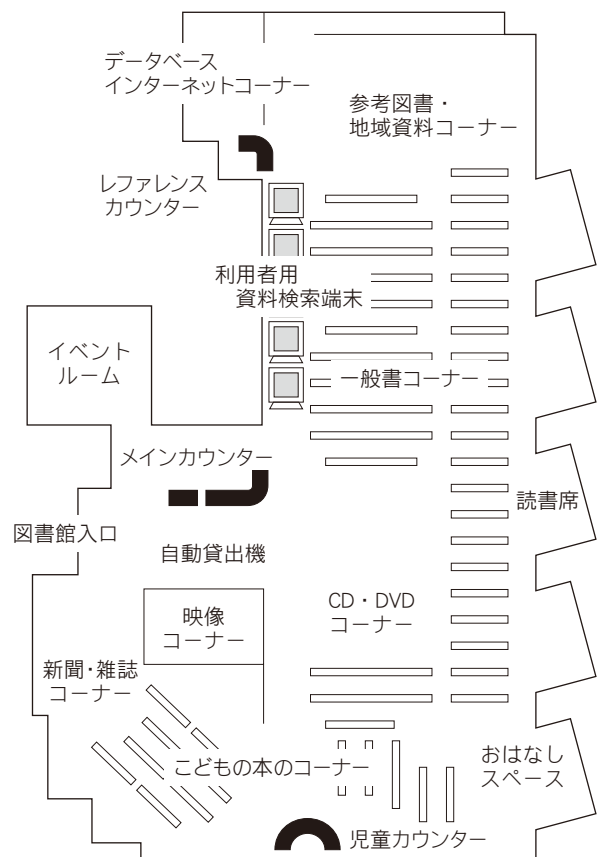 データベース
インターネットコーナー
参考図書・
地域資料コーナー
レファレンス
カウンター
利用者用
資料検索端末
イベント
ルーム
一般書コーナー
メインカウンター
読書席
図書館入口
自動貸出機
映像
コーナー
CD・DVD
コーナー
新聞・雑誌
コーナー
こどもの本のコーナー
おはなし
スペース
児童カウンター